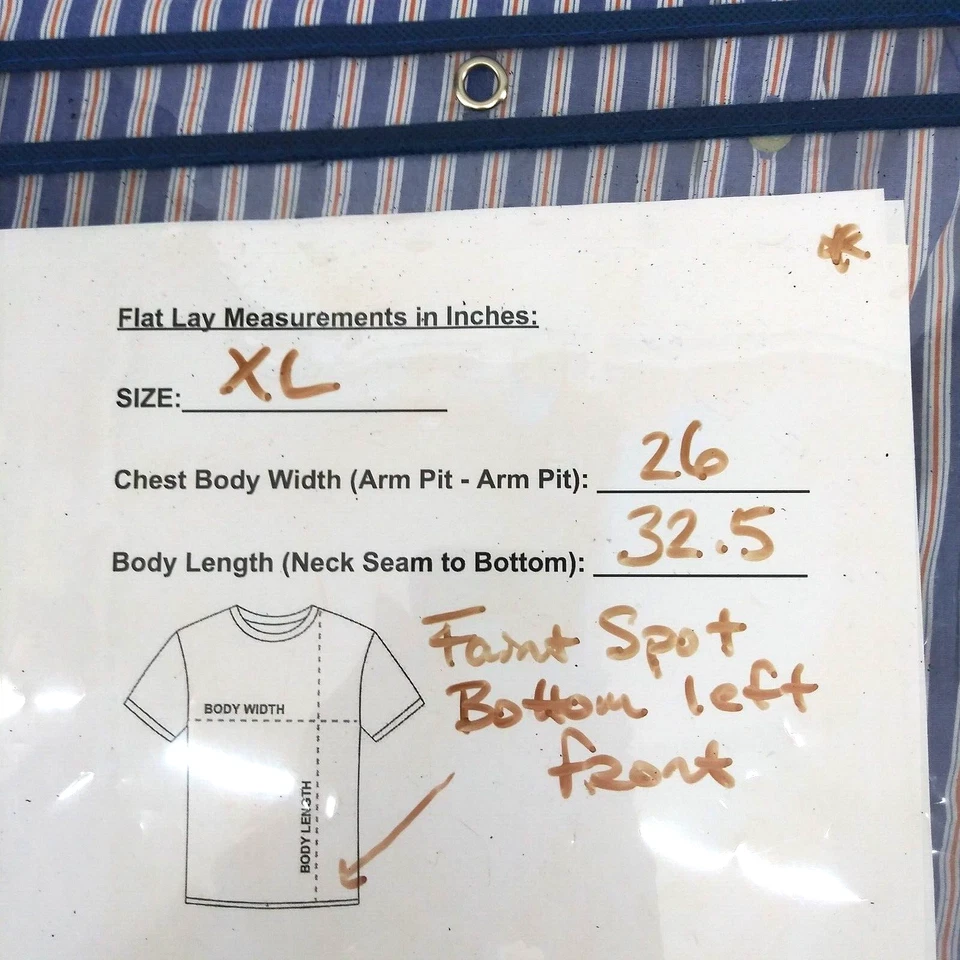 Flat Lay Measurements in Inches:
SIZE: XL
Chest Body Width (Arm Pit - Arm Pit): 26
Body Length (Neck Seam to Bottom): 32.5
Faint Spot
Bottom left
front
BODY WIDTH
BODY LENGTH